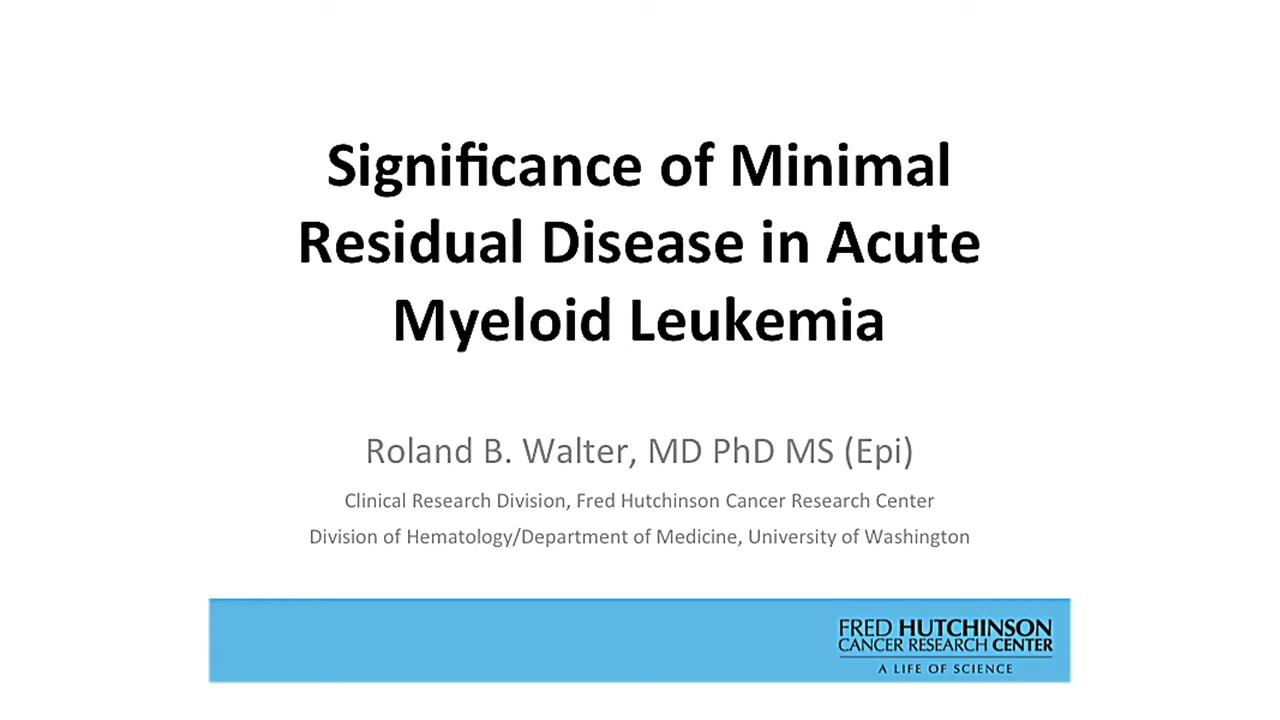 Significance of Minimal
Residual Disease in Acute
Myeloid Leukemia
Roland B. Walter, MD PhD MS (Epi)
Clinical Research Division, Fred Hutchinson Cancer Research Center
Division of Hematology/Department of Medicine, University of Washington
FRED HUTCHINSON
CANCER RESEARCH CENTER
A LIFE OF SCIENCE